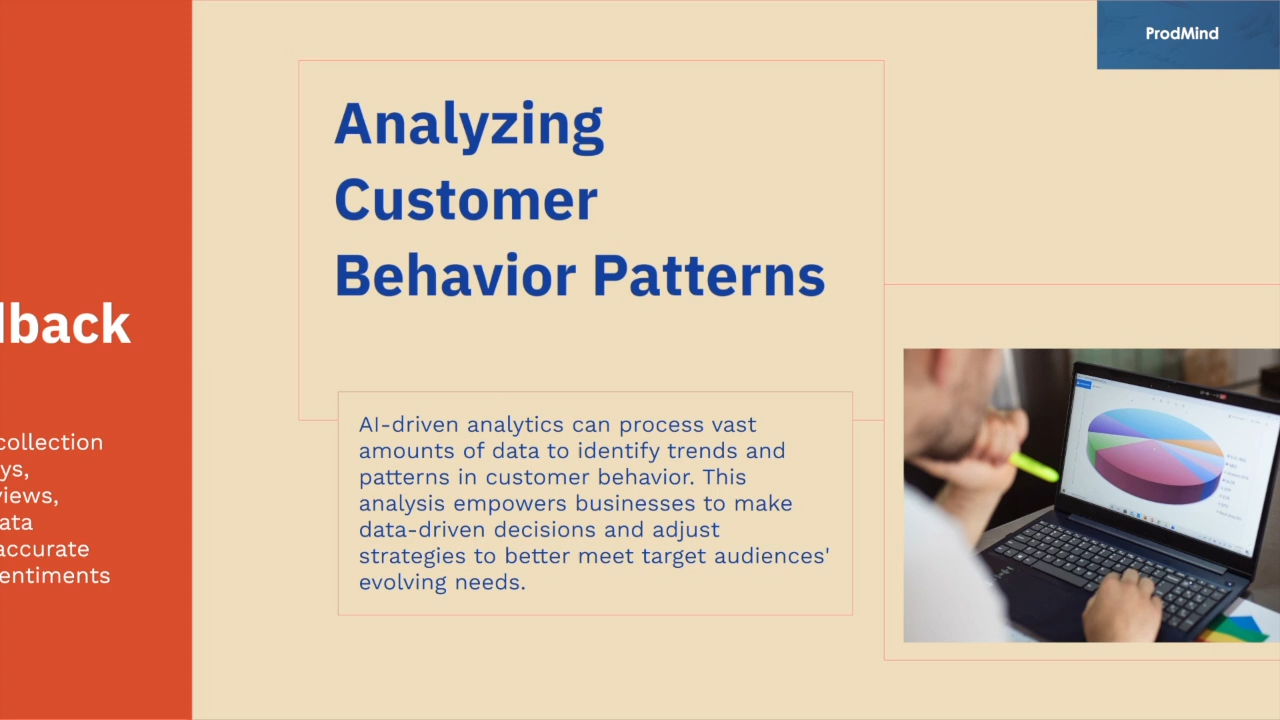 ProdMind
Analyzing
Customer
Behavior Patterns
AI-driven analytics can process vast
amounts of data to identify trends and
patterns in customer behavior. This
analysis empowers businesses to make
data-driven decisions and adjust
strategies to better meet target audiences'
evolving needs.
lback
collection
ys,
views,
ata
accurate
entiments